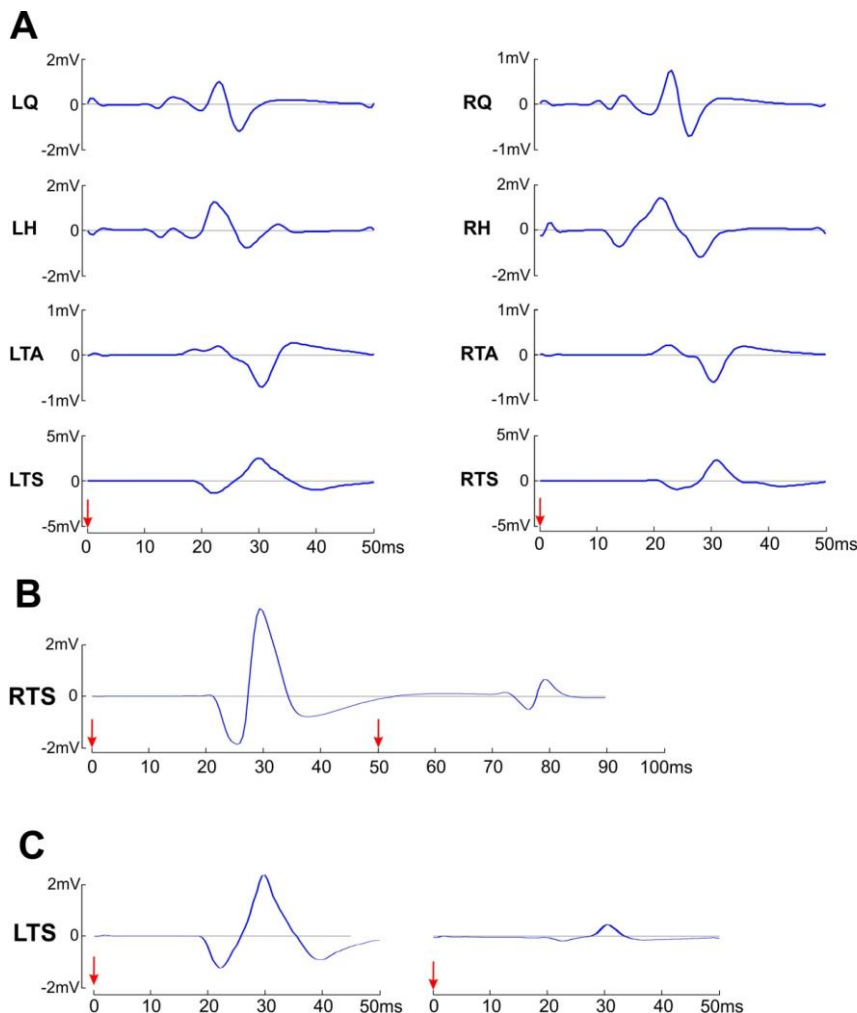 A
2mV
LQ 0
-2mV
1mV
RQ 0
-1mV
2mV
LH 0
-2mV
2mV
RH 0
-2mV
1mV
LTA 0
-1mV
1mV
RTA 0
-1mV
5mV
LTS 0
-5mV
0 10 20 30 40 50ms
5mV
RTS 0
-5mV
0 10 20 30 40 50ms
B
2mV
RTS 0
-2mV
0 10 20 30 40 50 60 70 80 90 100ms
C
2mV
LTS 0
-2mV
0 10 20 30 40 50ms
0 10 20 30 40 50ms